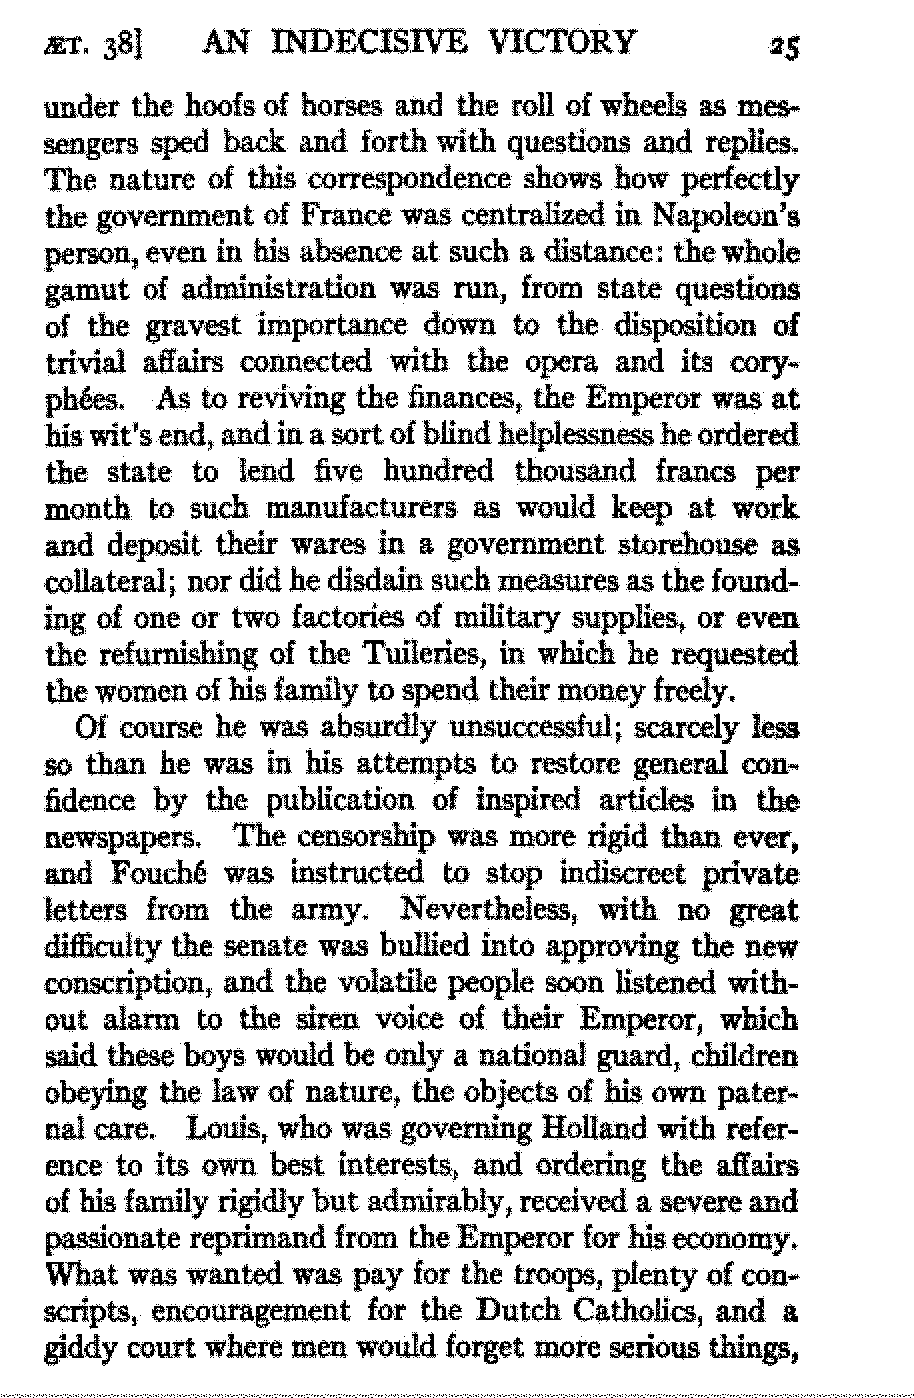 ÆT. 38] AN INDECISIVE VICTORY 25
under the hoofs of horses and the roll of wheels as mes-
sengers sped back and forth with questions and replies.
The nature of this correspondence shows how perfectly
the government of France was centralized in Napoleon's
person, even in his absence at such a distance: the whole
gamut of administration was run, from state questions
of the gravest importance down to the disposition of
trivial affairs connected with the opera and its cory-
phées. As to reviving the finances, the Emperor was at
his wit's end, and in a sort of blind helplessness he ordered
the state to lend five hundred thousand francs per
month to such manufacturers as would keep at work
and deposit their wares in a government storehouse as
collateral; nor did he disdain such measures as the found-
ing of one or two factories of military supplies, or even
the refurnishing of the Tuileries, in which he requested
the women of his family to spend their money freely.
Of course he was absurdly unsuccessful; scarcely less
so than he was in his attempts to restore general con-
fidence by the publication of inspired articles in the
newspapers. The censorship was more rigid than ever,
and Fouché was instructed to stop indiscreet private
letters from the army. Nevertheless, with no great
difficulty the senate was bullied into approving the new
conscription, and the volatile people soon listened with-
out alarm to the siren voice of their Emperor, which
said these boys would be only a national guard, children
obeying the law of nature, the objects of his own pater-
nal care. Louis, who was governing Holland with refer-
ence to its own best interests, and ordering the affairs
of his family rigidly but admirably, received a severe and
passionate reprimand from the Emperor for his economy.
What was wanted was pay for the troops, plenty of con-
scripts, encouragement for the Dutch Catholics, and a
giddy court where men would forget more serious things,